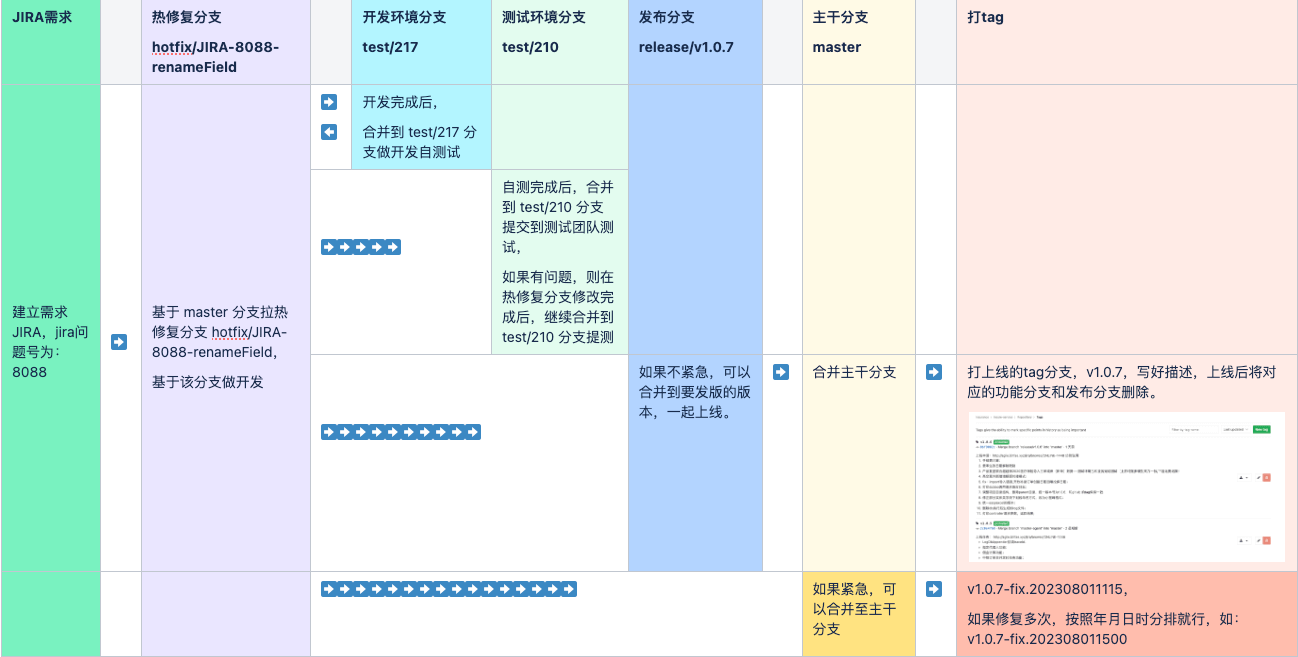 JIRA需求
热修复分支
hotfix/JIRA-8088-
renameField
开发环境分支
test/217
测试环境分支
test/210
发布分支
release/v1.0.7
主干分支
master
打tag
建立需求
JIRA，jira问
题号为：
8088
基于 master 分支拉热
修复分支 hotfix/JIRA-
8088-renameField，
基于该分支做开发
开发完成后，
合并到 test/217 分
支做开发自测试
自测完成后，合并
到 test/210 分支
提交到测试团队测
试，
如果有问题，则在
热修复分支修改完
成后，继续合并到
test/210 分支提测
如果不紧急，可以
合并到要发版的版
本，一起上线。
合并主干分支
打上线的tag分支，v1.0.7，写好描述，上线后将对
应的功能分支和发布分支删除。
如果紧急，可
以合并至主干
分支
v1.0.7-fix.202308011115，
如果修复多次，按照年月日时分排就行，如：
v1.0.7-fix.202308011500